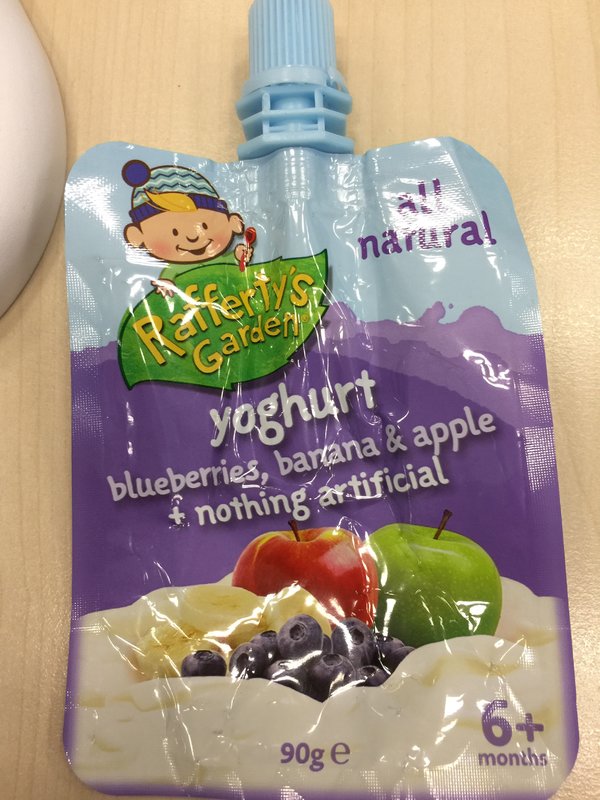 all
natural
Rafferty's
Garden
yoghurt
blueberries, banana & apple
+ nothing artificial
90g e
6+
months